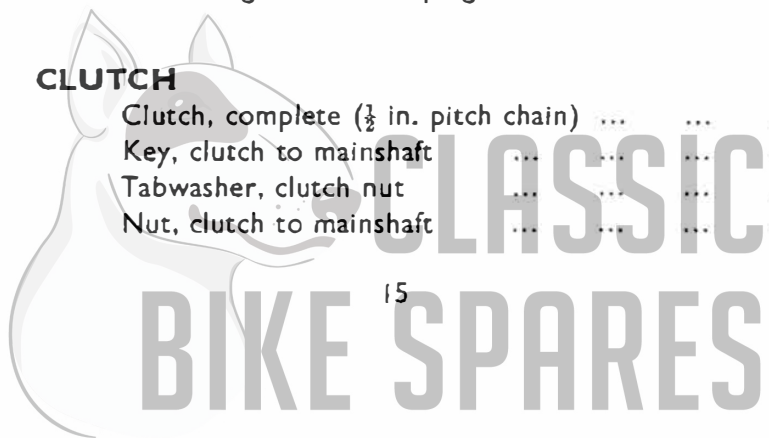 CLUTCH
Clutch, complete (½ in. pitch chain) ... ...
Key, clutch to mainshaft ... ... ...
Tabwasher, clutch nut ... ... ...
Nut, clutch to mainshaft ... ... ...
15
CLASSIC
BIKE SPARES